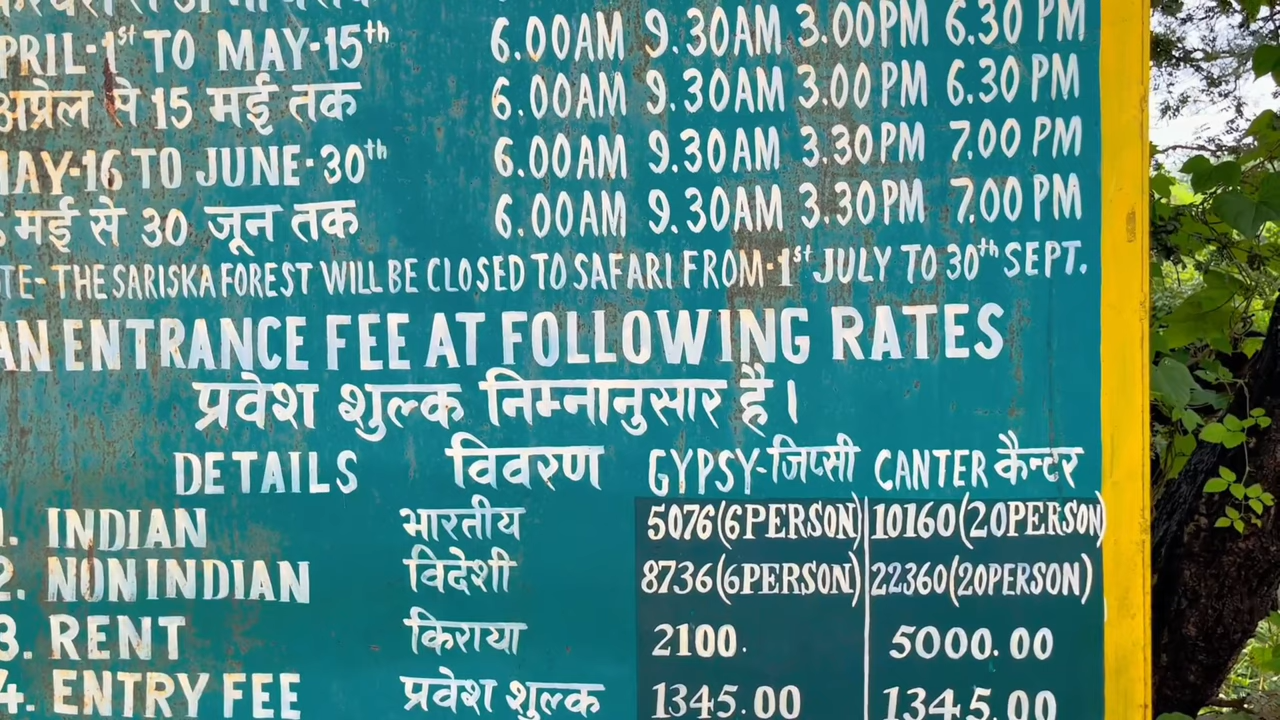 PRIL-1st TO MAY-15th 6.00AM 9.30AM 3.00PM 6.30 PM
अप्रेल से 15 मई तक 6.00AM 9.30AM 3.00 PM 6.30 PM
MAY-16 TO JUNE-30th 6.00AM 9.30AM 3.30PM 7.00 PM
मई से 30 जून तक 6.00AM 9.30AM 3.30PM 7.00 PM
TE- THE SARISKA FOREST WILL BE CLOSED TO SAFARI FROM-1st JULY TO 30th SEPT.
AN ENTRANCE FEE AT FOLLOWING RATES
प्रवेश शुल्क निम्नानुसार है।
DETAILS विवरण GYPSY-जिप्सी CANTER कैन्टर
1. INDIAN भारतीय 5076(6PERSON) 10160(20PERSON)
2. NONINDIAN विदेशी 8736(6PERSON) 22360(20PERSON)
3. RENT किराया 2100. 5000.00
4. ENTRY FEE प्रवेश शुल्क 1345.00 1345.00